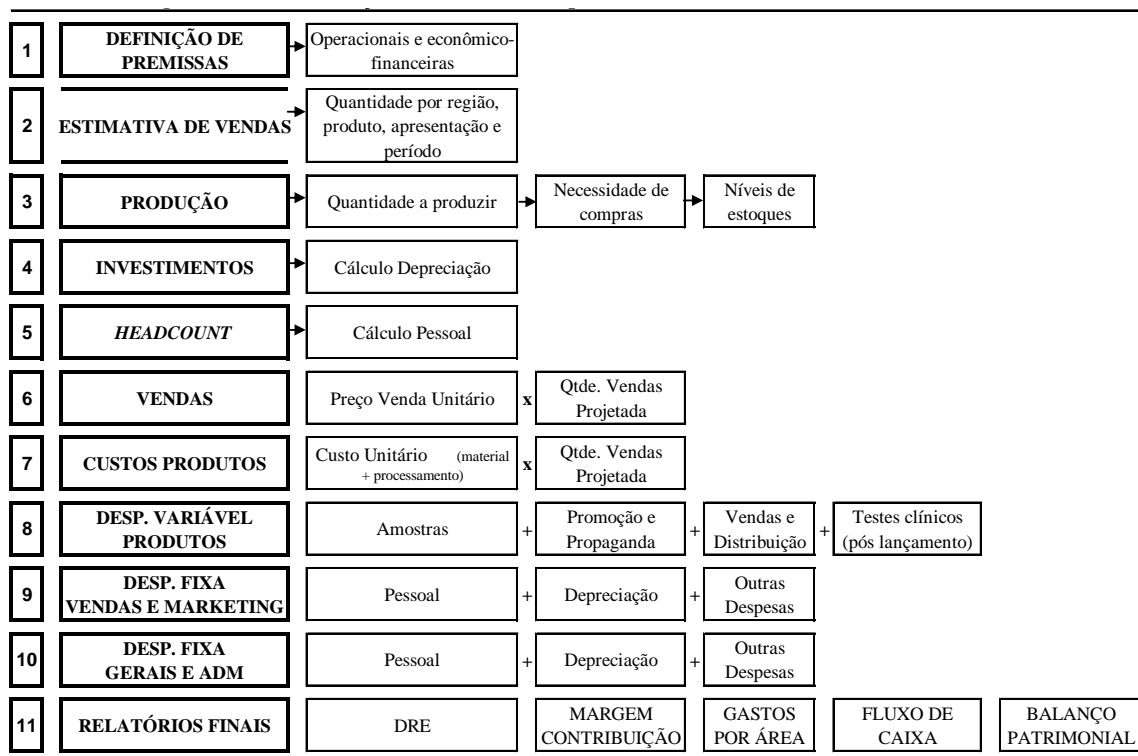 1
DEFINIÇÃO DE
PREMISSAS
Operacionais e econômico-
financeiras
2
ESTIMATIVA DE VENDAS
Quantidade por região,
produto, apresentação e
período
3
PRODUÇÃO
Quantidade a produzir
Necessidade de
compras
Níveis de
estoques
4
INVESTIMENTOS
Cálculo Depreciação
5
HEADCOUNT
Cálculo Pessoal
6
VENDAS
Preço Venda Unitário
x
Qtde. Vendas
Projetada
7
CUSTOS PRODUTOS
Custo Unitário (material
+ processamento)
x
Qtde. Vendas
Projetada
8
DESP. VARIÁVEL
PRODUTOS
Amostras
+
Promoção e
Propaganda
+
Vendas e
Distribuição
+
Testes clínicos
(pós lançamento)
9
DESP. FIXA
VENDAS E MARKETING
Pessoal
+
Depreciação
+
Outras
Despesas
10
DESP. FIXA
GERAIS E ADM
Pessoal
+
Depreciação
+
Outras
Despesas
11
RELATÓRIOS FINAIS
DRE
MARGEM
CONTRIBUIÇÃO
GASTOS
POR ÁREA
FLUXO DE
CAIXA
BALANÇO
PATRIMONIAL